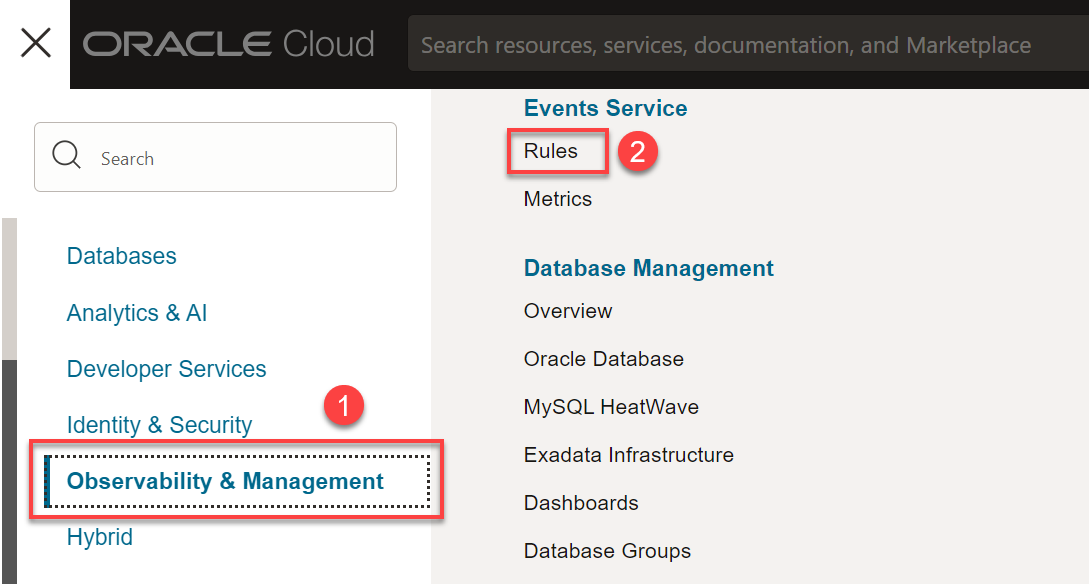 ORACLE Cloud
Search resources, services, documentation, and Marketplace
Search
Databases
Analytics & AI
Developer Services
Identity & Security
1
Observability & Management
Hybrid
Events Service
Rules
2
Metrics
Database Management
Overview
Oracle Database
MySQL HeatWave
Exadata Infrastructure
Dashboards
Database Groups